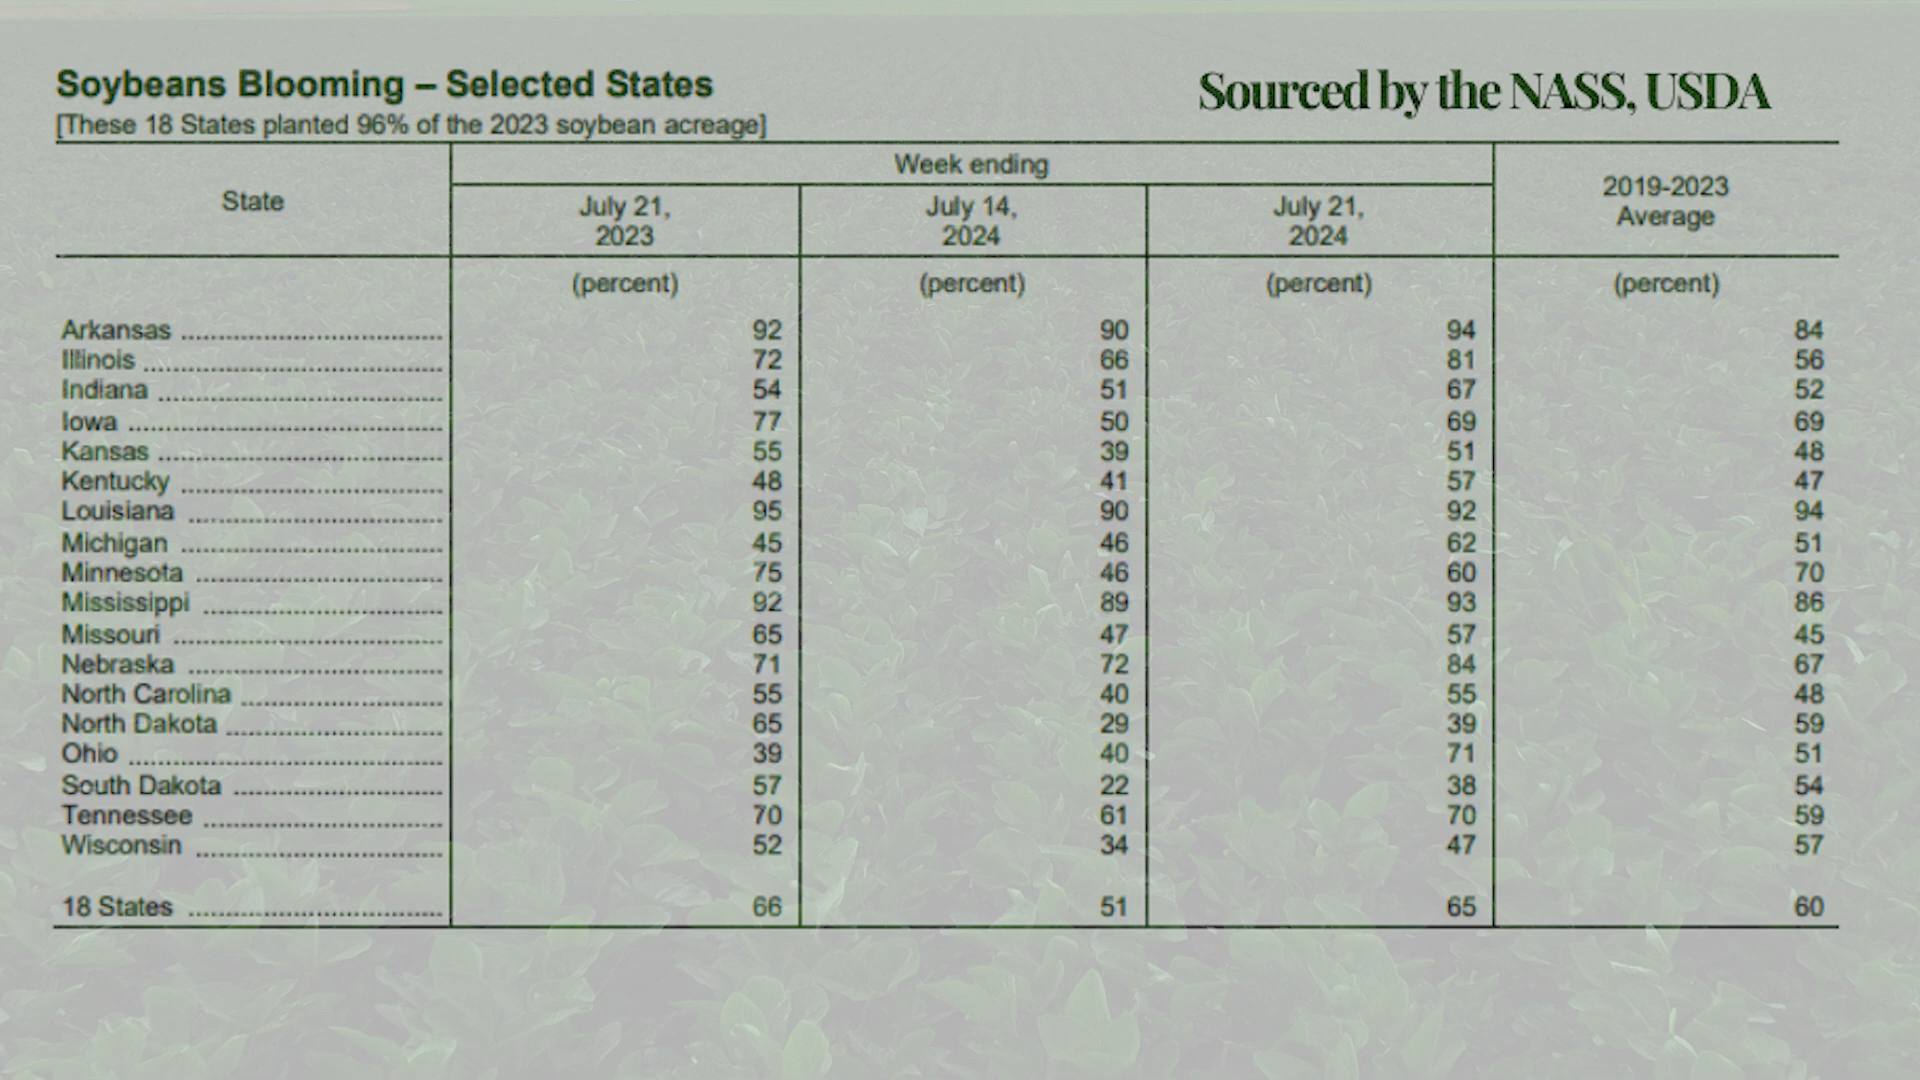 Soybeans Blooming – Selected States
Sourced by the NASS, USDA
[These 18 States planted 96% of the 2023 soybean acreage]
State
Week ending
2019-2023
Average
July 21,
2023
July 14,
2024
July 21,
2024
(percent) (percent) (percent) (percent)
Arkansas ........................................ 92 90 94 84
Illinois ........................................ 72 66 81 56
Indiana ........................................ 54 51 67 52
Iowa ........................................ 77 50 69 69
Kansas ........................................ 55 39 51 48
Kentucky ........................................ 48 41 57 47
Louisiana ........................................ 95 90 92 94
Michigan ........................................ 45 46 62 51
Minnesota ........................................ 75 46 60 70
Mississippi ........................................ 92 89 93 86
Missouri ........................................ 65 47 57 45
Nebraska ........................................ 71 72 84 67
North Carolina ........................................ 55 40 55 48
North Dakota ........................................ 65 29 39 59
Ohio ........................................ 39 40 71 51
South Dakota ........................................ 57 22 38 54
Tennessee ........................................ 70 61 70 59
Wisconsin ........................................ 52 34 47 57
18 States ........................................ 66 51 65 60